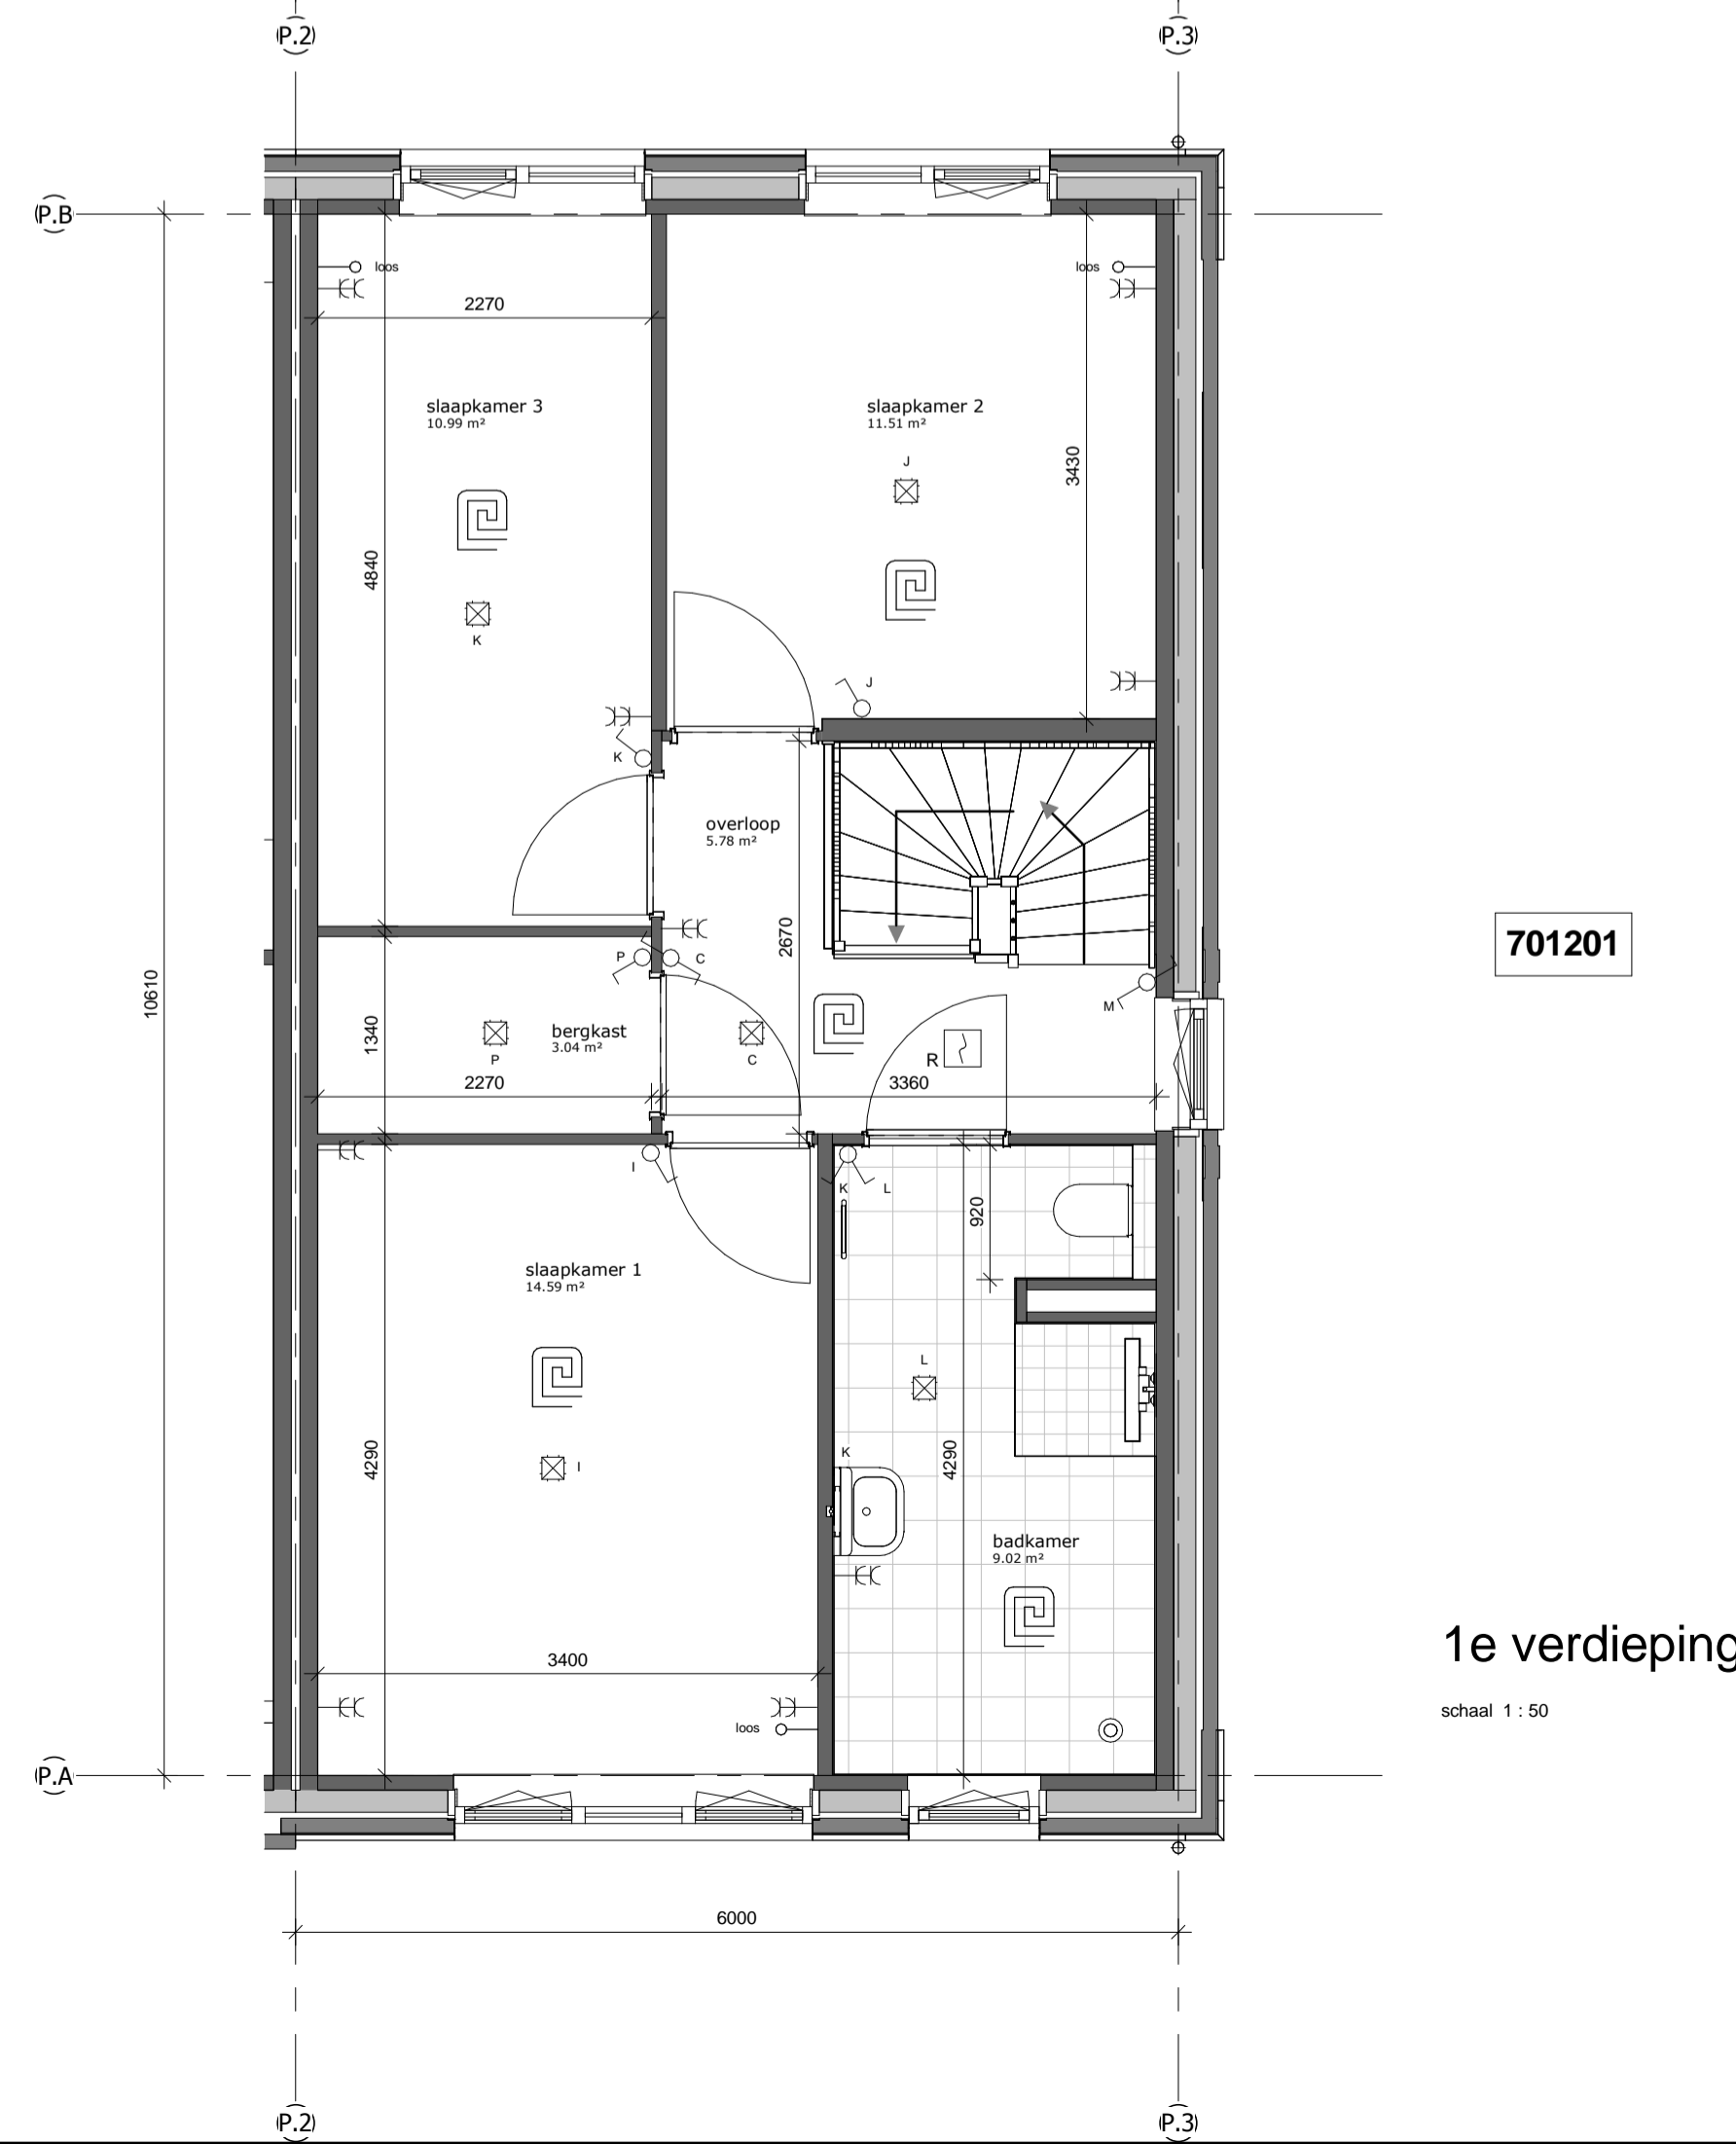 P.2
P.3
P.B
loos
loos
2270
slaapkamer 3
10.99 m²
slaapkamer 2
11.51 m²
J
3430
4840
K
J
K
overloop
5.78 m²
2670
701201
P
C
M
10610
1340
P
bergkast
3.04 m²
C
R
2270
3360
I
K
L
920
slaapkamer 1
14.59 m²
L
4290
I
K
4290
badkamer
9.02 m²
1e verdieping
3400
schaal 1 : 50
loos
P.A
6000
P.2
P.3